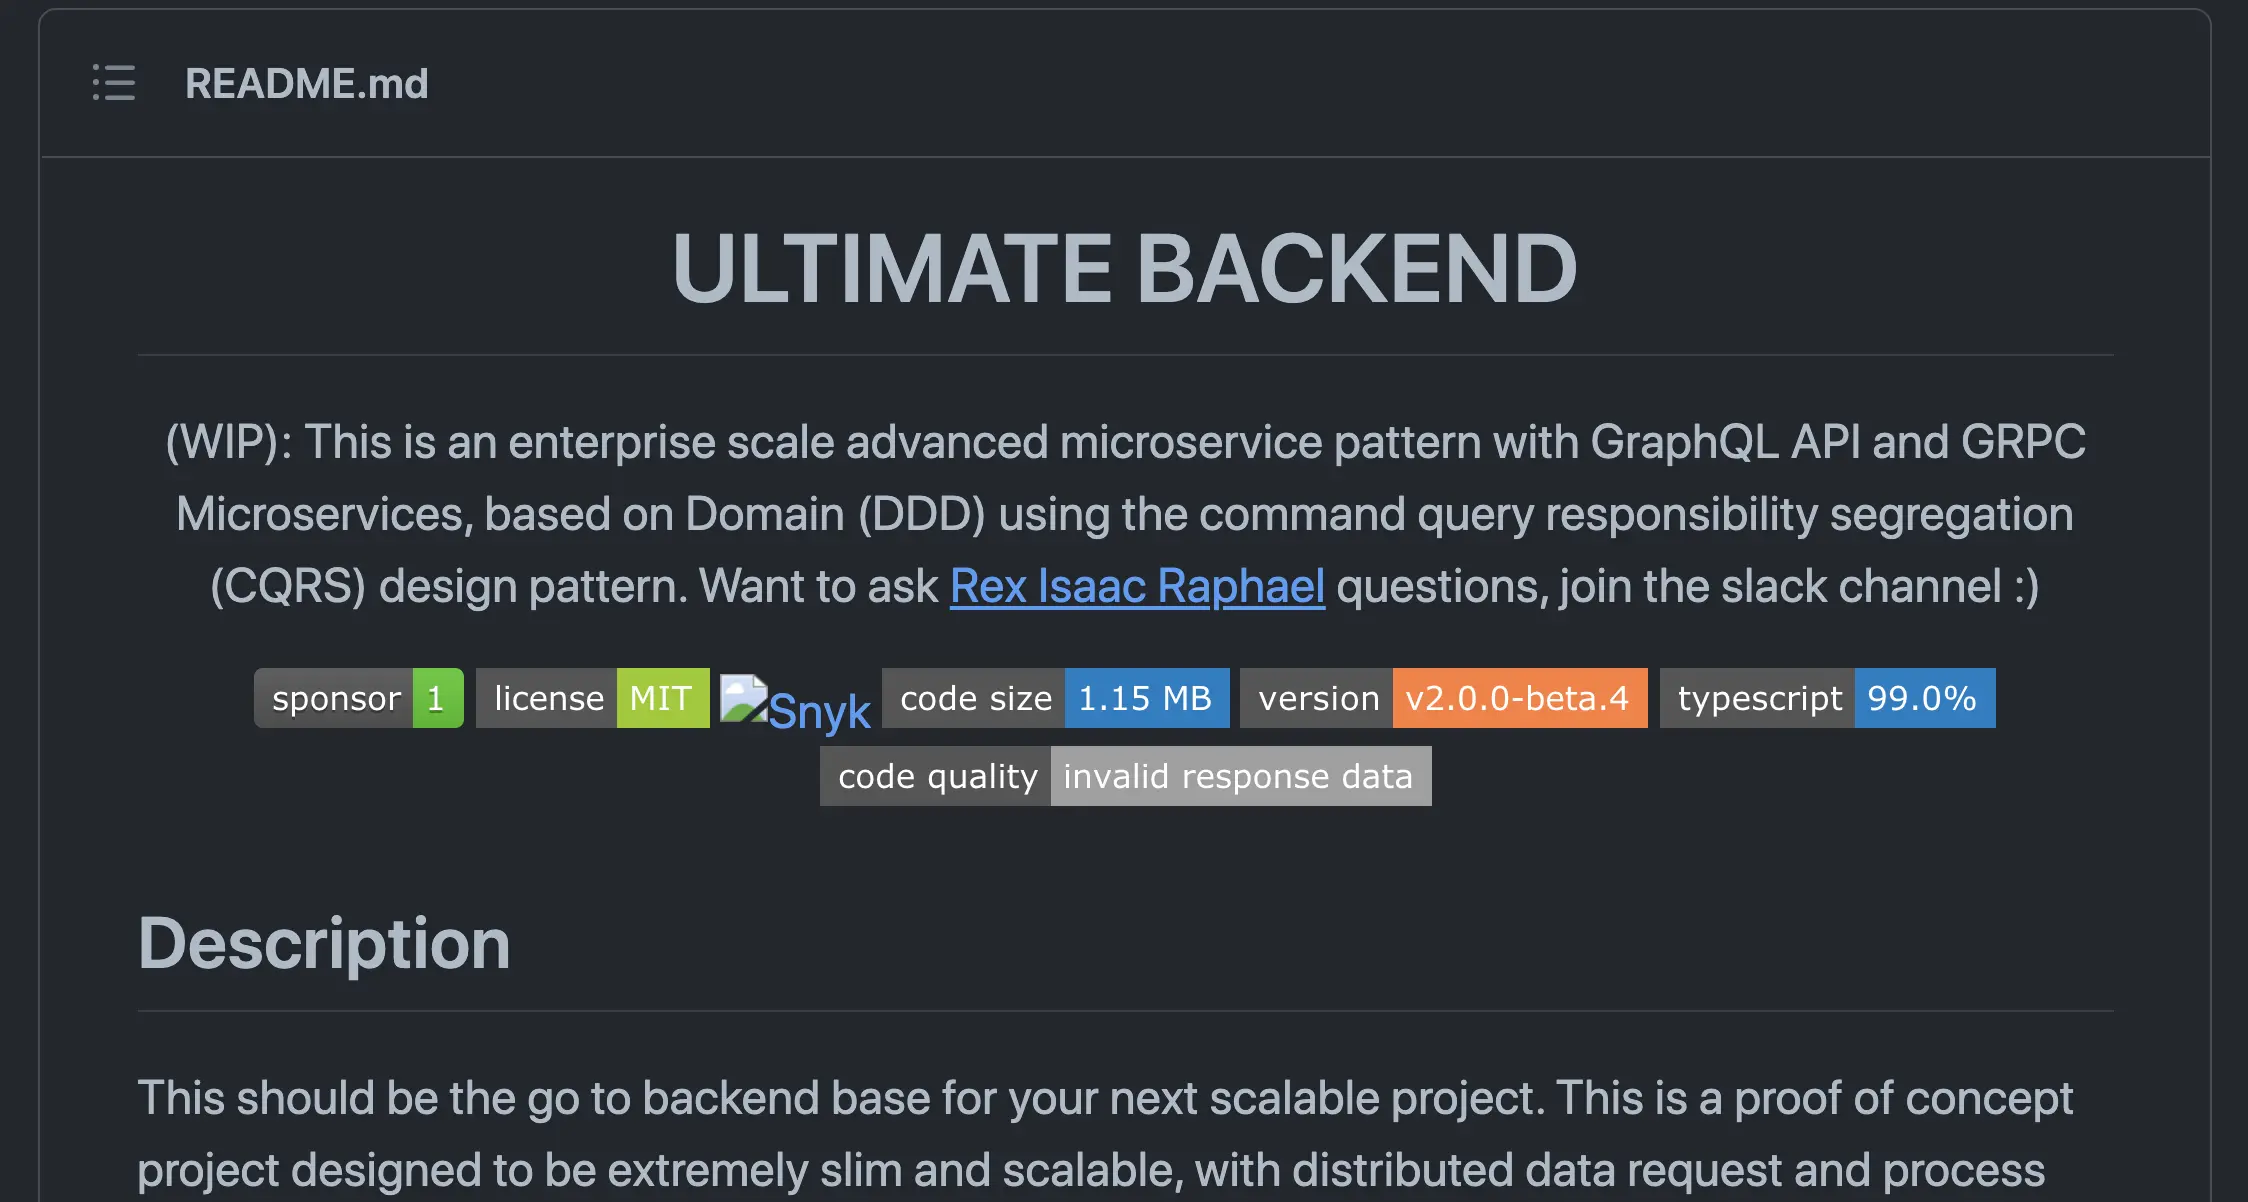 README.md
ULTIMATE BACKEND
(WIP): This is an enterprise scale advanced microservice pattern with GraphQL API and GRPC
Microservices, based on Domain (DDD) using the command query responsibility segregation
(CQRS) design pattern. Want to ask Rex Isaac Raphael questions, join the slack channel :)
sponsor 1 license MIT Snyk code size 1.15 MB version v2.0.0-beta.4 typescript 99.0%
code quality invalid response data
Description
This should be the go to backend base for your next scalable project. This is a proof of concept
project designed to be extremely slim and scalable, with distributed data request and process